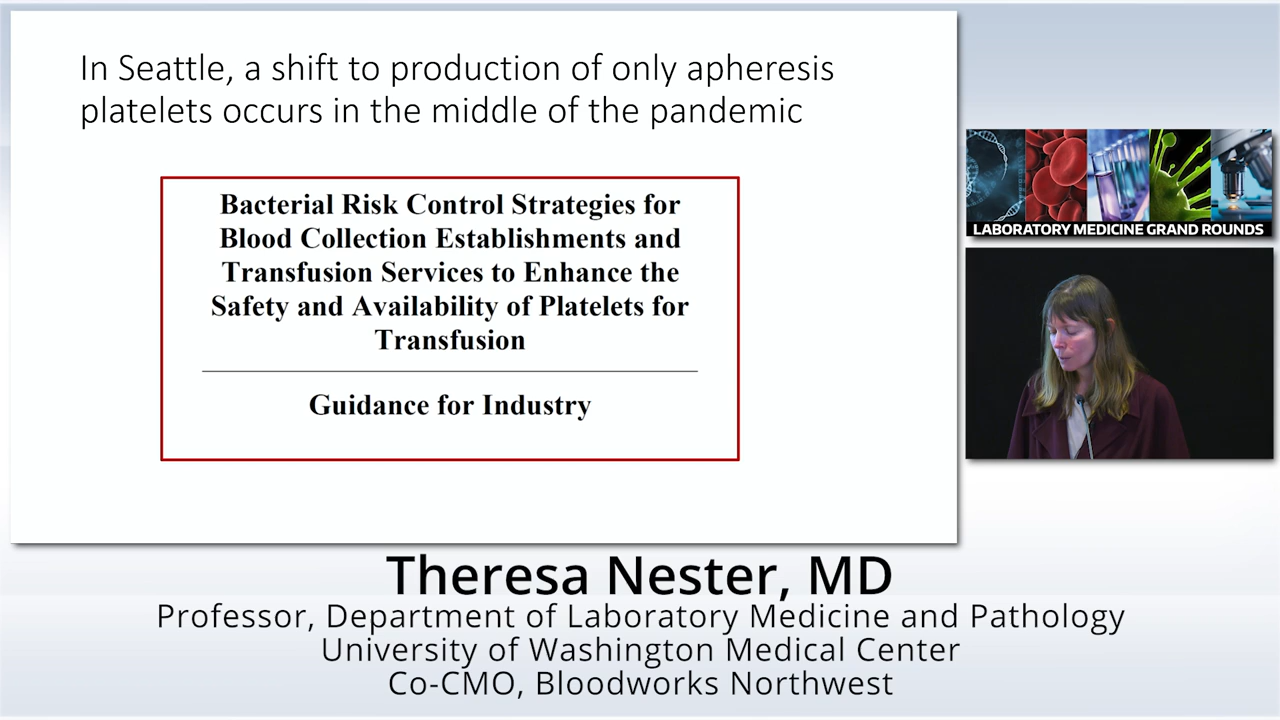 In Seattle, a shift to production of only apheresis
platelets occurs in the middle of the pandemic
Bacterial Risk Control Strategies for
Blood Collection Establishments and
Transfusion Services to Enhance the
Safety and Availability of Platelets for
Transfusion
Guidance for Industry
LABORATORY MEDICINE GRAND ROUNDS
Theresa Nester, MD
Professor, Department of Laboratory Medicine and Pathology
University of Washington Medical Center
Co-CMO, Bloodworks Northwest